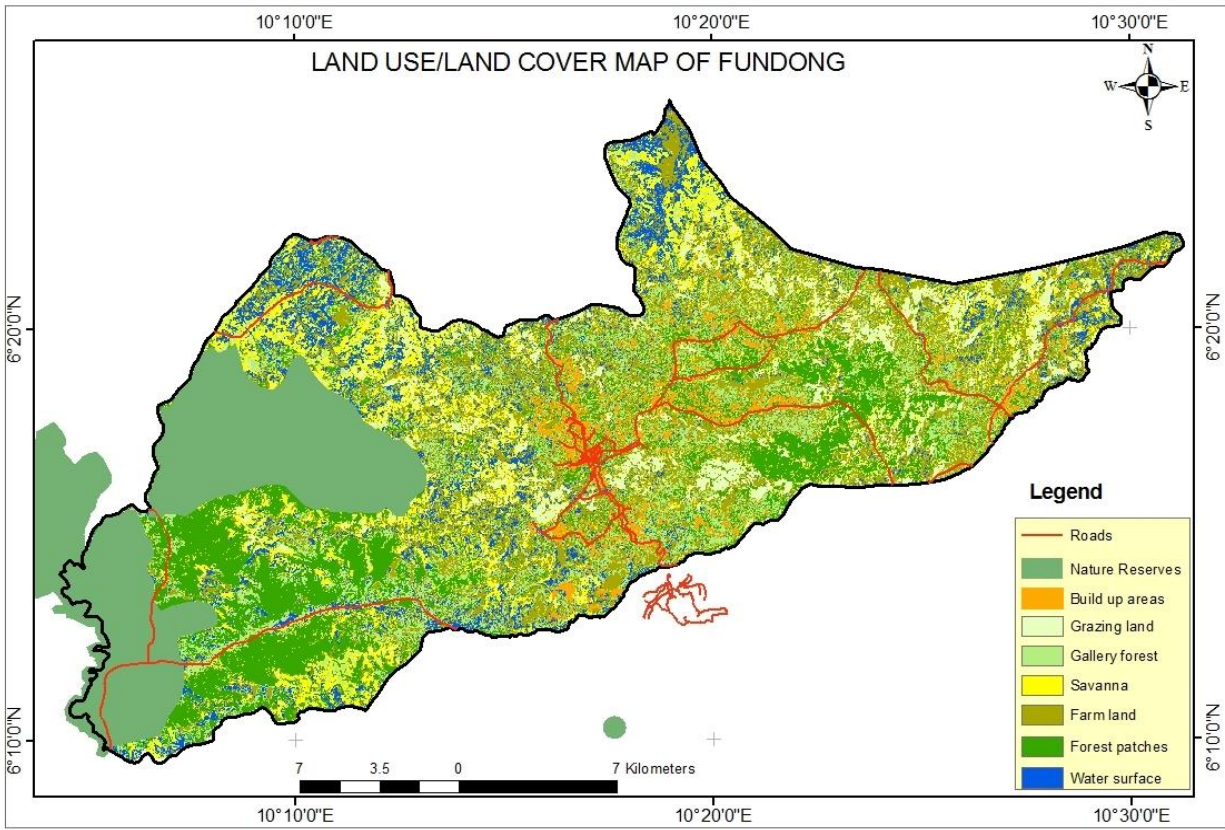 10°10'0"E 10°20'0"E 10°30'0"E
LAND USE/LAND COVER MAP OF FUNDONG
N
W E
S
6°20'0"N 6°20'0"N
6°10'0"N 6°10'0"N
Legend
Roads
Nature Reserves
Build up areas
Grazing land
Gallery forest
Savanna
Farm land
Forest patches
Water surface
7 3.5 0 7 Kilometers
10°10'0"E 10°20'0"E 10°30'0"E